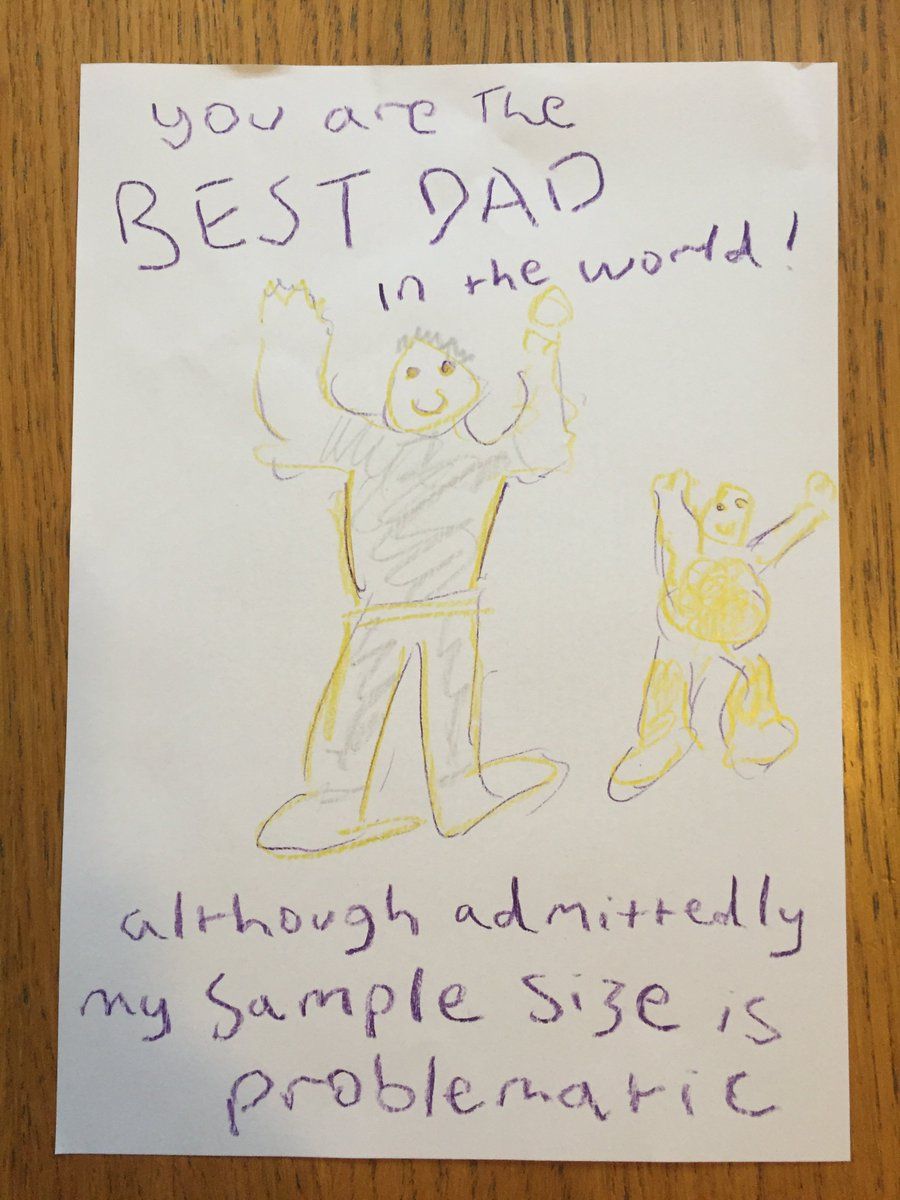 you are The
BEST DAD
in the world!
although admittedly
my Sample Size is
problematic